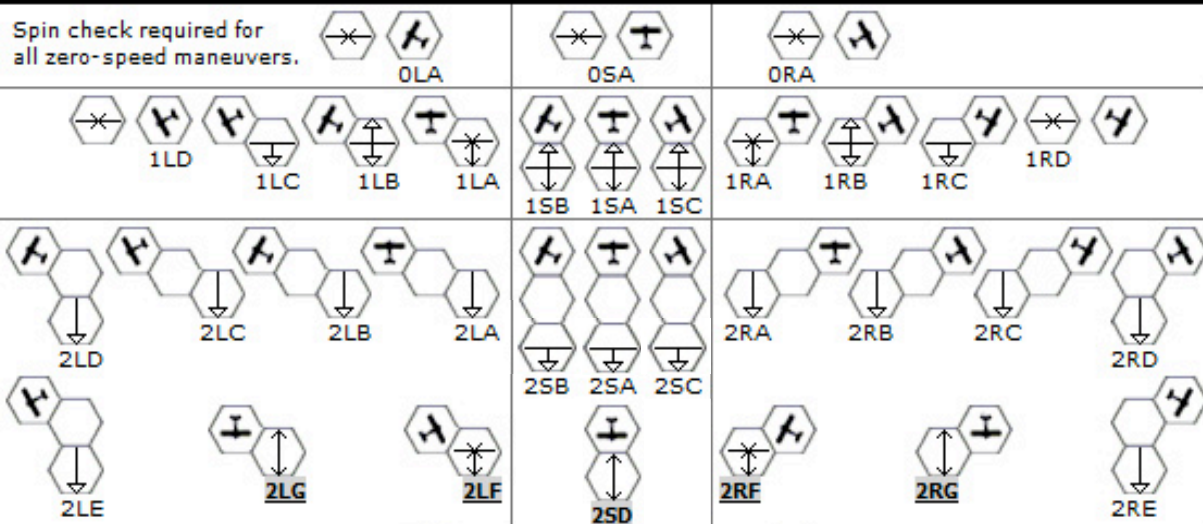 Spin check required for
all zero-speed maneuvers.
0LA
0SA
0RA
1LD
1LC
1LB
1LA
1SB
1SA
1SC
1RA
1RB
1RC
1RD
2LD
2LC
2LB
2LA
2SB
2SA
2SC
2RA
2RB
2RC
2RD
2LE
2LG
2LF
2SD
2RF
2RG
2RE